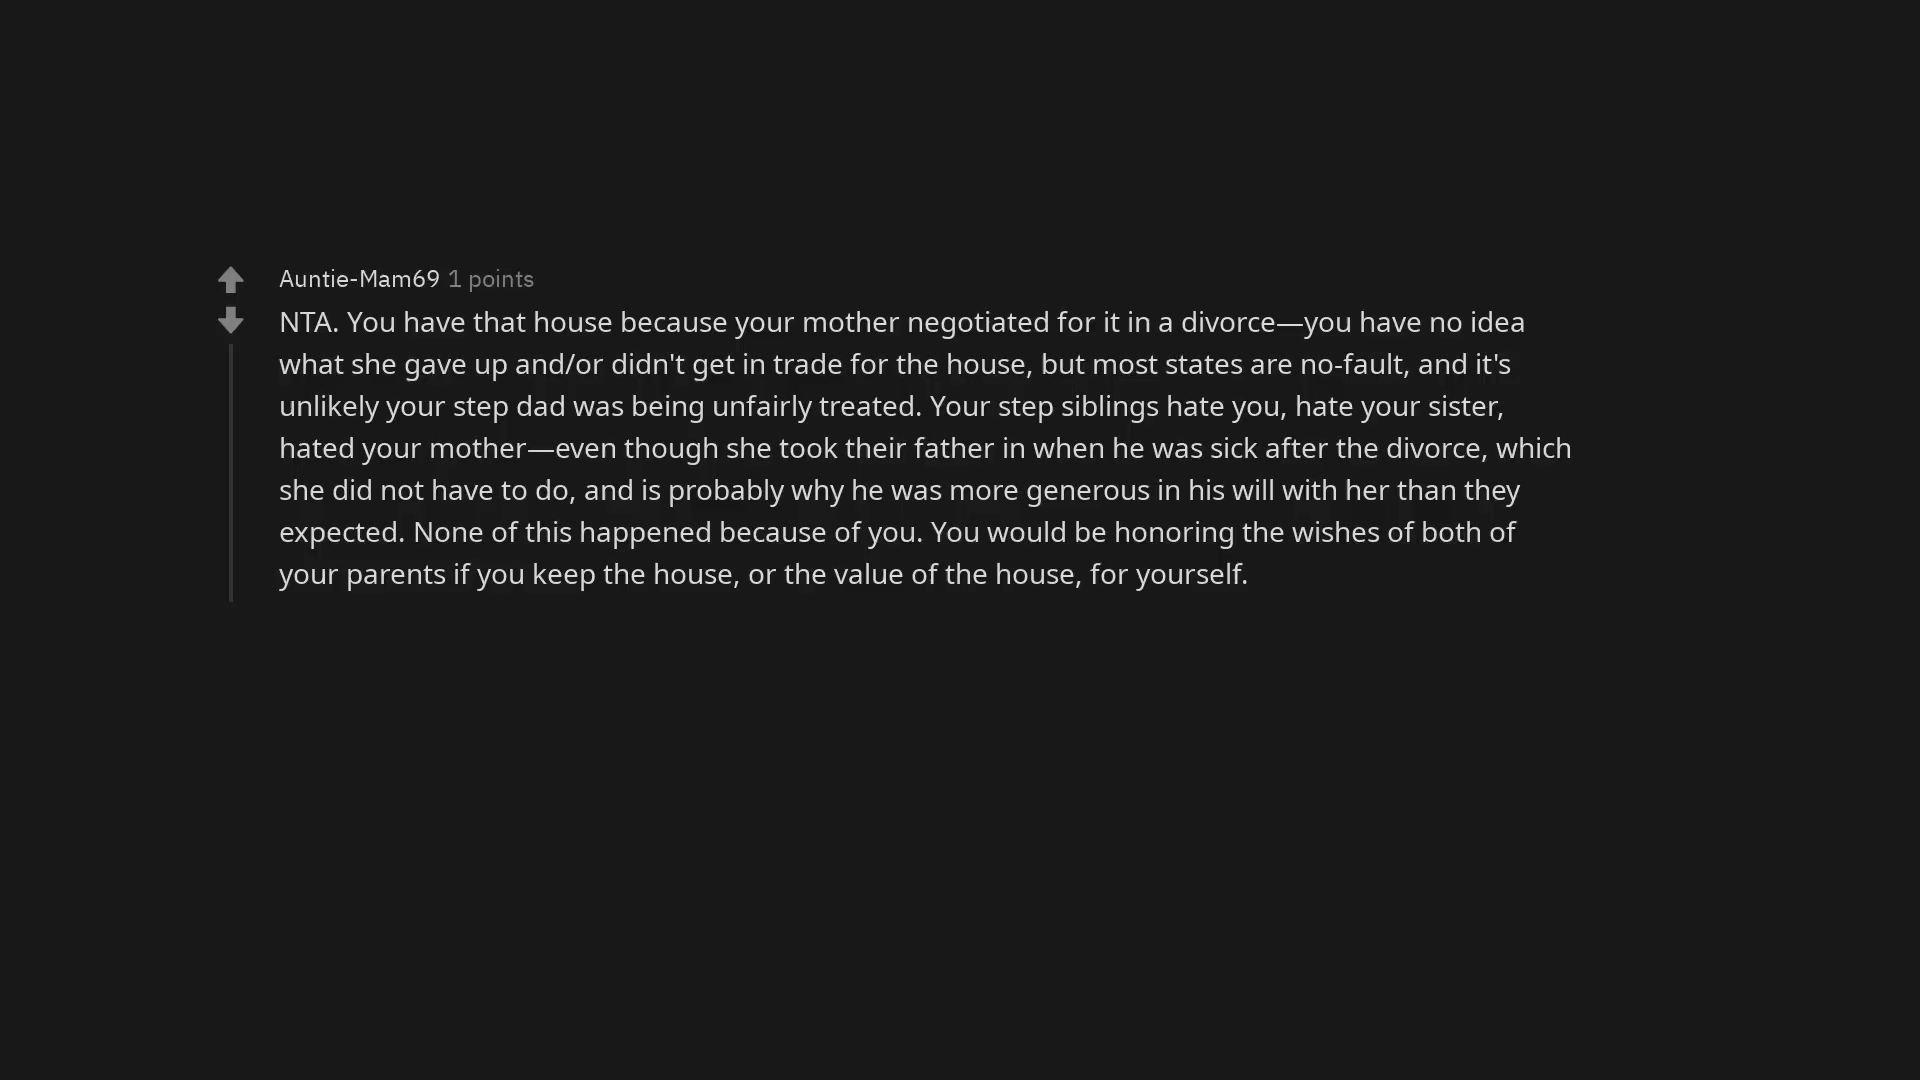 Auntie-Mam69 1 points
NTA. You have that house because your mother negotiated for it in a divorce—you have no idea
what she gave up and/or didn't get in trade for the house, but most states are no-fault, and it's
unlikely your step dad was being unfairly treated. Your step siblings hate you, hate your sister,
hated your mother—even though she took their father in when he was sick after the divorce, which
she did not have to do, and is probably why he was more generous in his will with her than they
expected. None of this happened because of you. You would be honoring the wishes of both of
your parents if you keep the house, or the value of the house, for yourself.